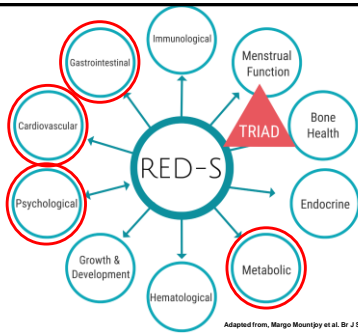 Immunological
Gastrointestinal
Menstrual
Function
Cardiovascular
TRIAD
Bone
Health
RED-S
Psychological
Endocrine
Growth &
Development
Metabolic
Hematological
Adapted from, Margo Mountjoy et al. Br J S